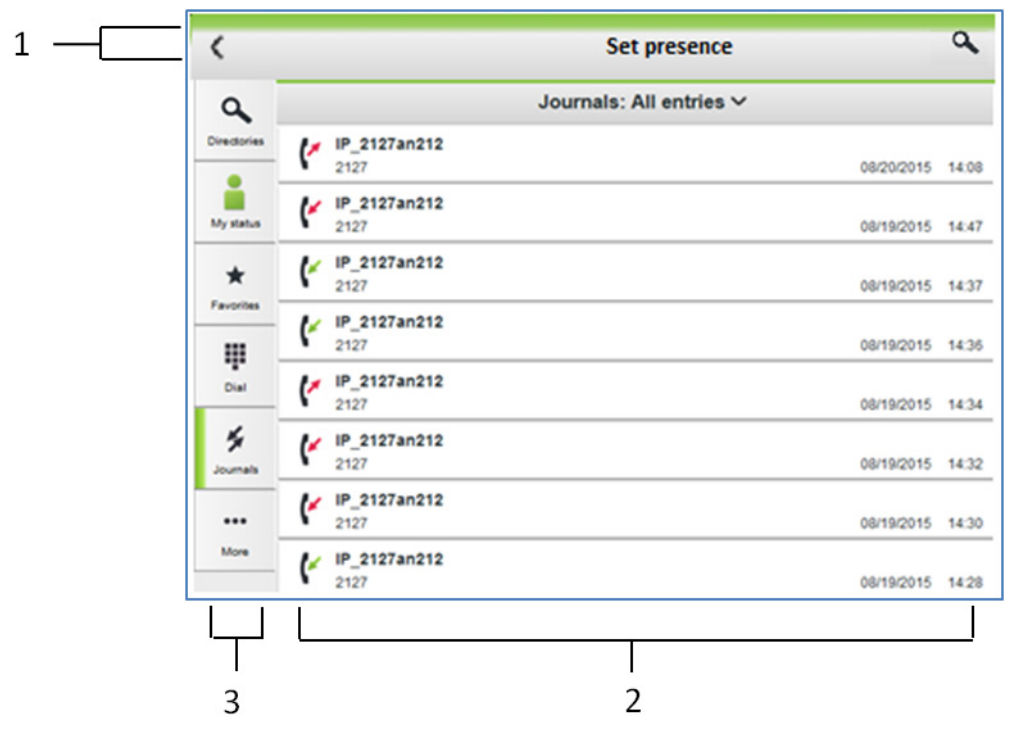 1
Set presence
Directories
My status
Favorites
Dial
Journals
More
Journals: All entries
IP_2127an212
2127 08/20/2015 14:08
IP_2127an212
2127 08/19/2015 14:47
IP_2127an212
2127 08/19/2015 14:37
IP_2127an212
2127 08/19/2015 14:36
IP_2127an212
2127 08/19/2015 14:34
IP_2127an212
2127 08/19/2015 14:32
IP_2127an212
2127 08/19/2015 14:30
IP_2127an212
2127 08/19/2015 14:28
3
2